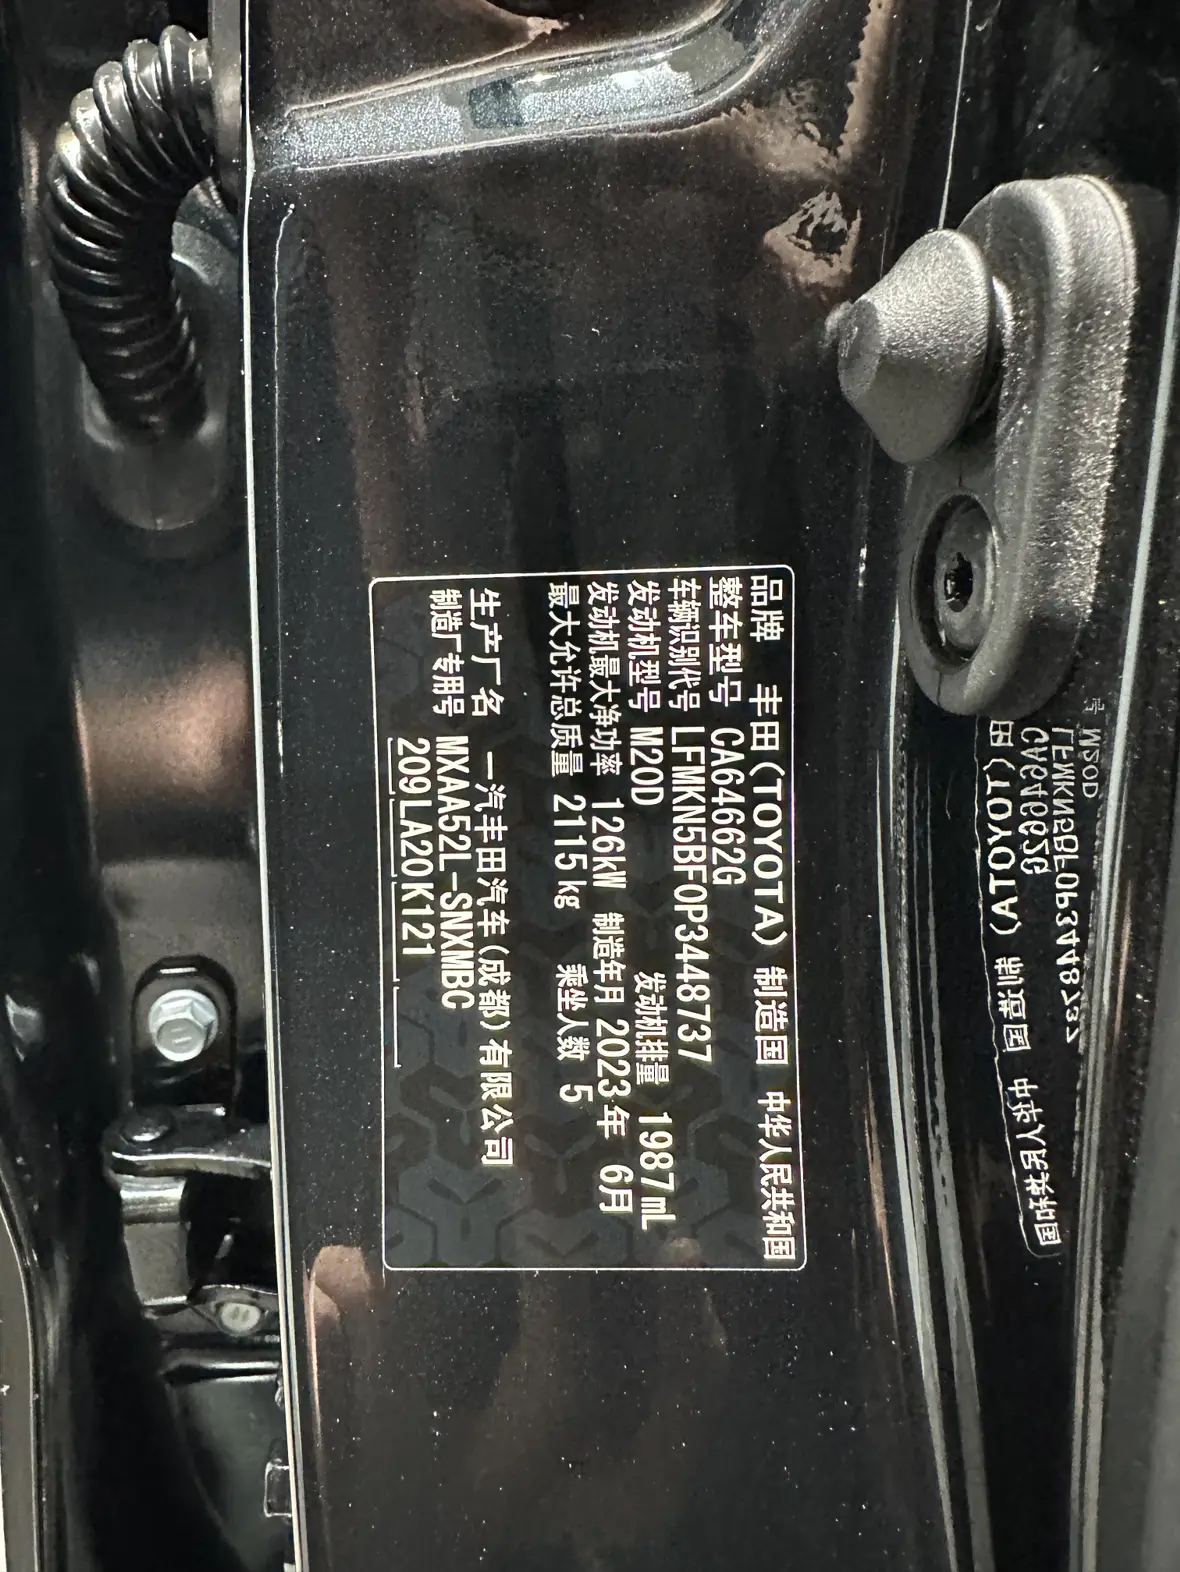 品牌 丰田(TOYOTA) 制造国 中华人民共和国
整车型号 CA64662G
车辆识别代号 LFMKN5BF0P3448737
发动机型号 M20D 发动机排量 1987mL
发动机最大净功率 126kW 制造年月 2023年 6月
最大允许总质量 2115kg 乘坐人数 5
生产厂名 一汽丰田汽车(成都)有限公司
制造厂专用号 MXAA52L-SNXMBC
209LA20K121